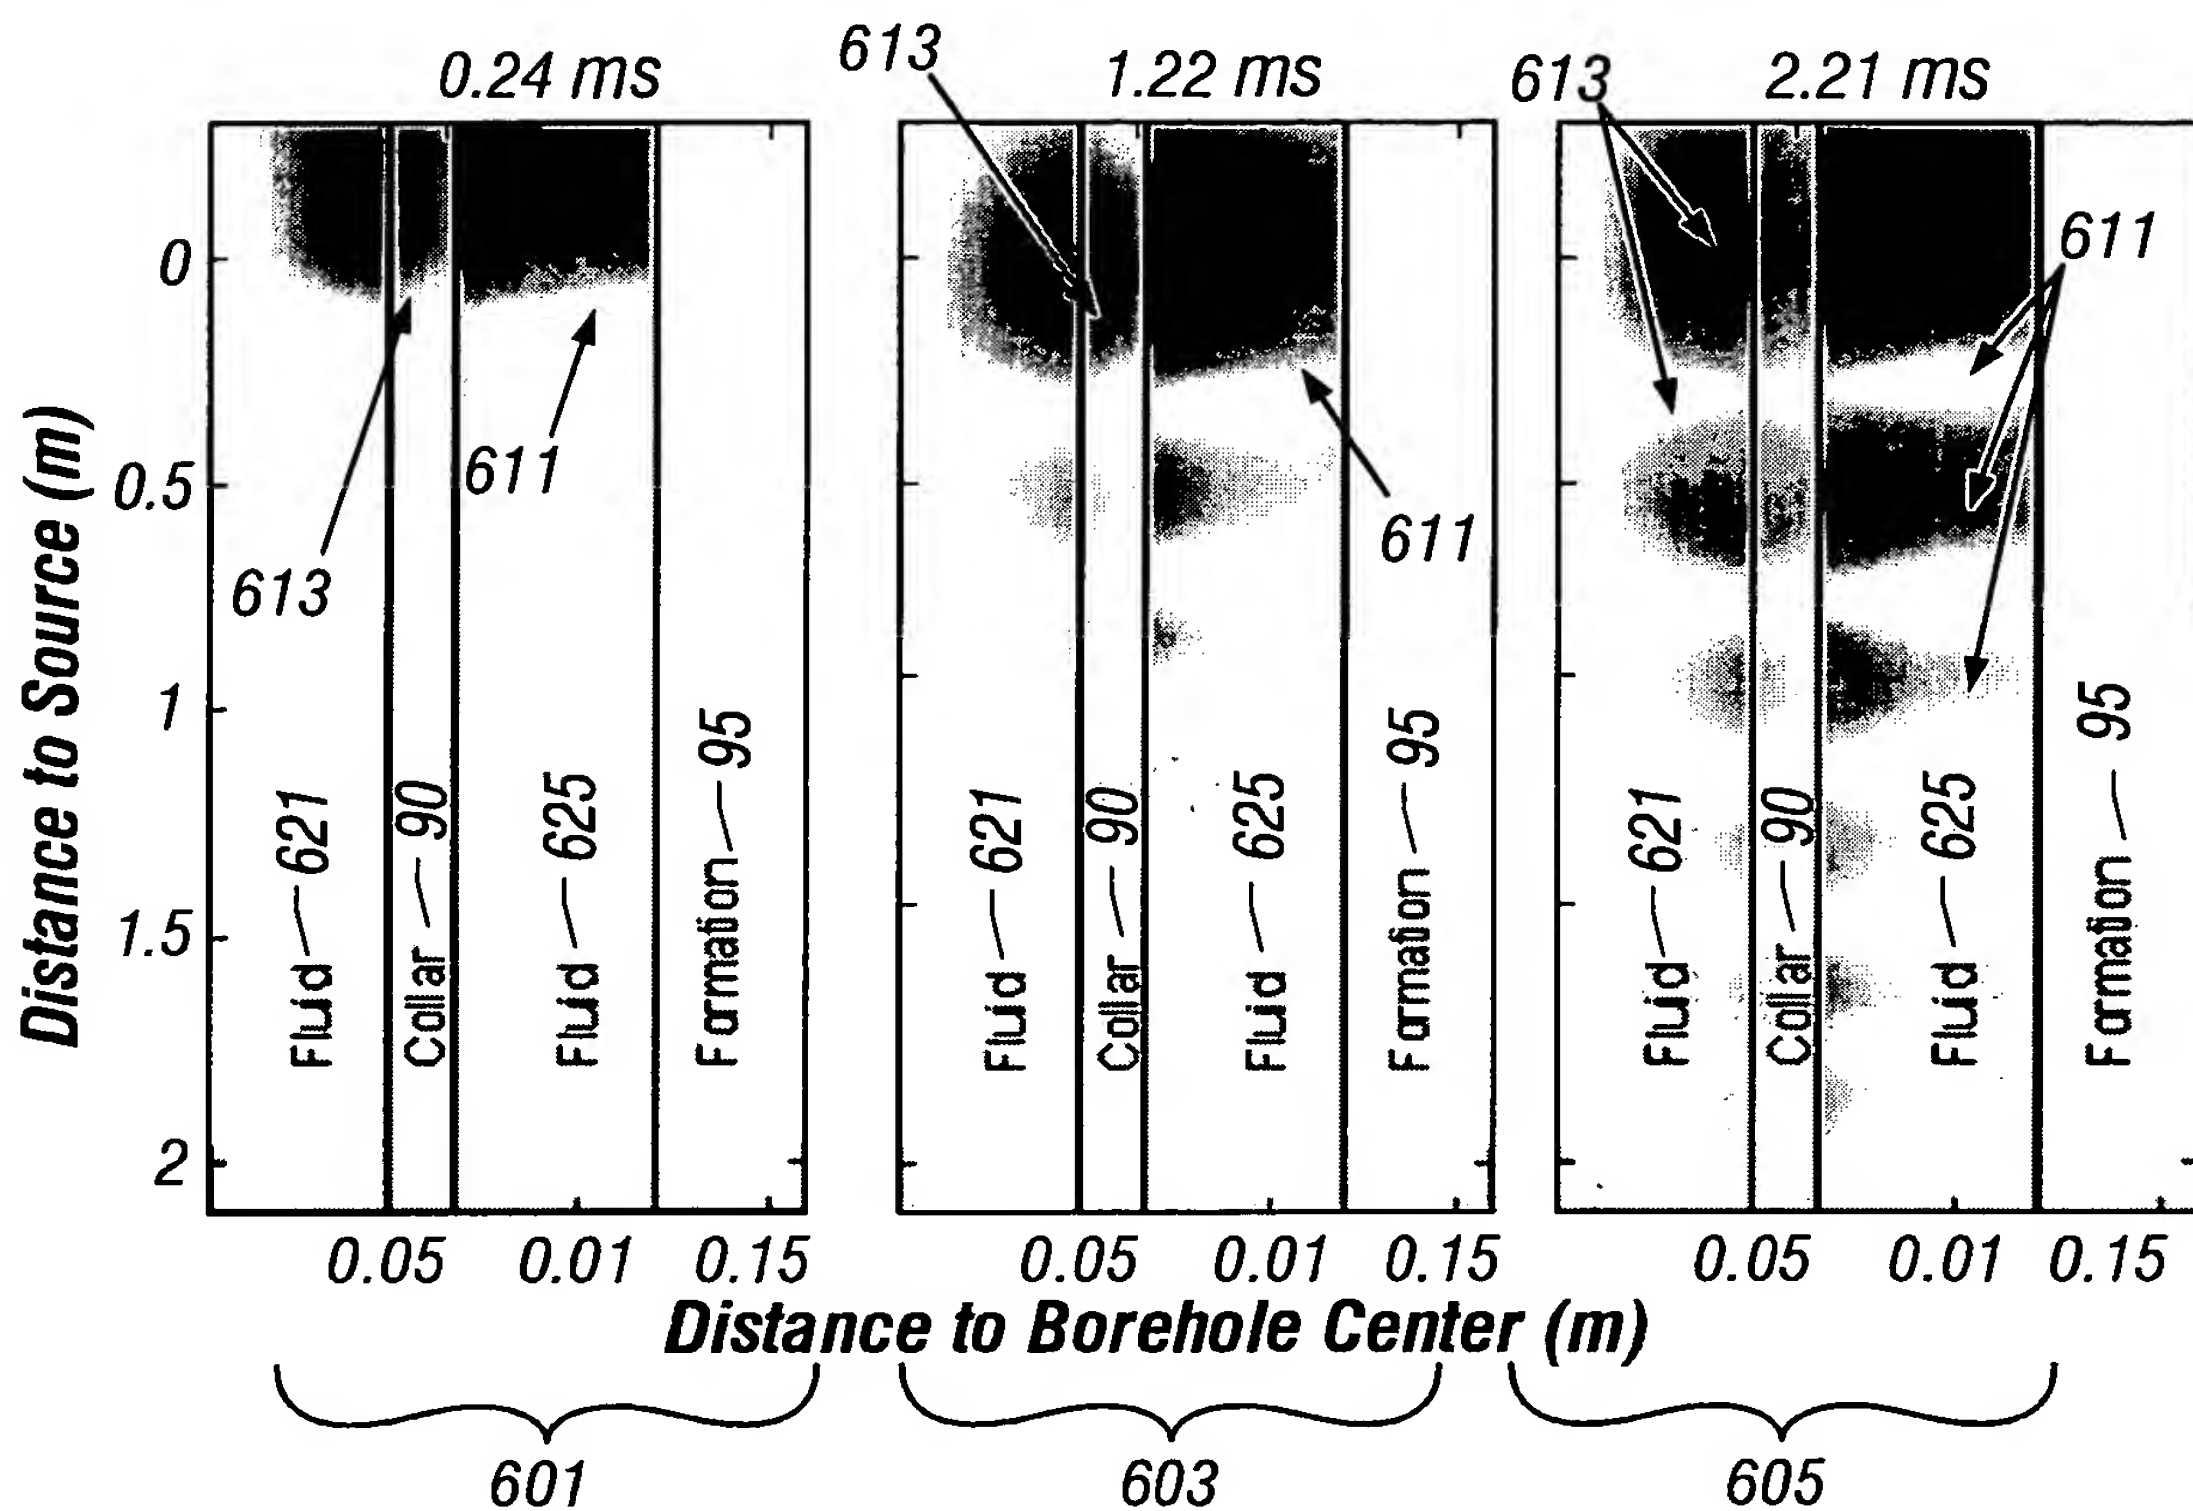 0.24 ms
613
1.22 ms
613
2.21 ms
611
0
0.5
1
1.5
2
Distance to Source (m)
613
611
Fluid 621
Collar 90
Fluid 625
Formation 95
611
Fluid 621
Collar 90
Fluid 625
Formation 95
Fluid 621
Collar 90
Fluid 625
Formation 95
0.05 0.01 0.15
0.05 0.01 0.15
0.05 0.01 0.15
Distance to Borehole Center (m)
601
603
605